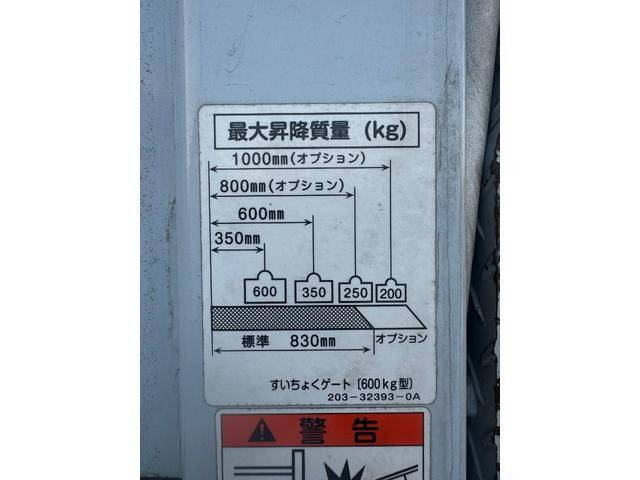 最大昇降質量 (kg)
1000mm(オプション)
800mm(オプション)
600mm
350mm
600 350 250 200
標準 830mm オプション
すいちょくゲート〔600kg型〕
203-32393-0A
警告